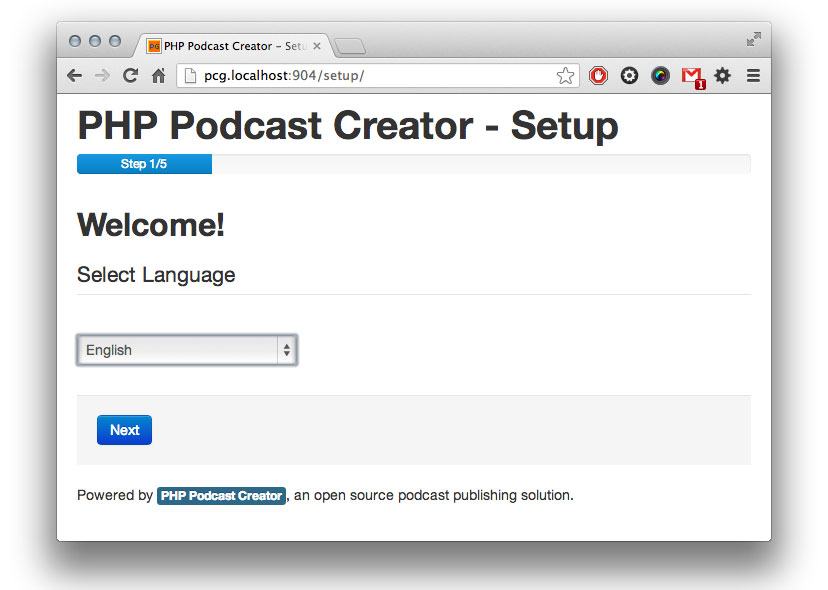 PG PHP Podcast Creator – Setu
pcg.localhost:904/setup/
1
PHP Podcast Creator - Setup
Step 1/5
Welcome!
Select Language
English
Next
Powered by PHP Podcast Creator, an open source podcast publishing solution.